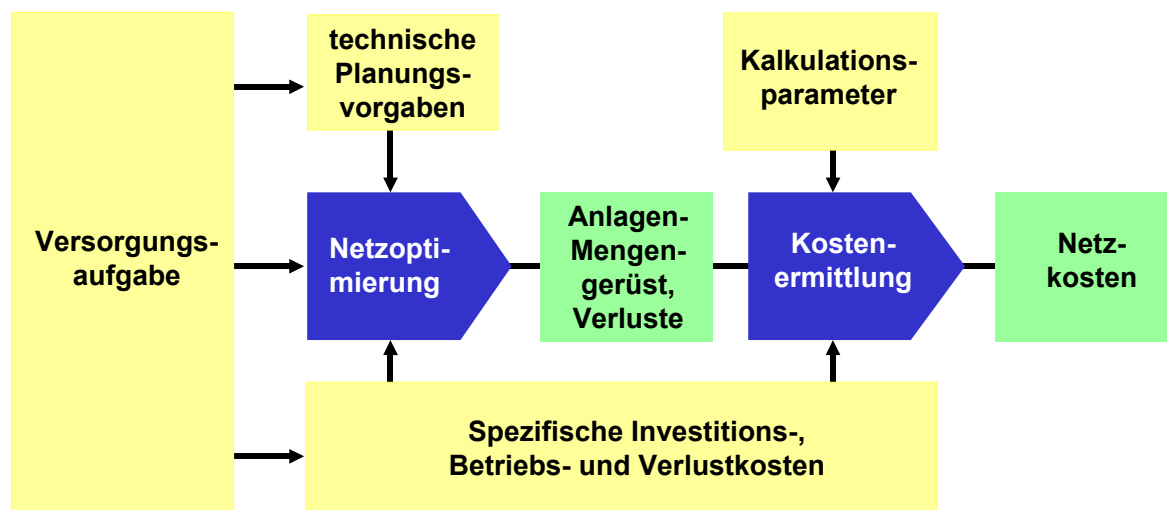 technische
Planungs-
vorgaben
Kalkulations-
parameter
Versorgungs-
aufgabe
Netzopti-
mierung
Anlagen-
Mengen-
gerüst,
Verluste
Kosten-
ermittlung
Netz-
kosten
Spezifische Investitions-,
Betriebs- und Verlustkosten